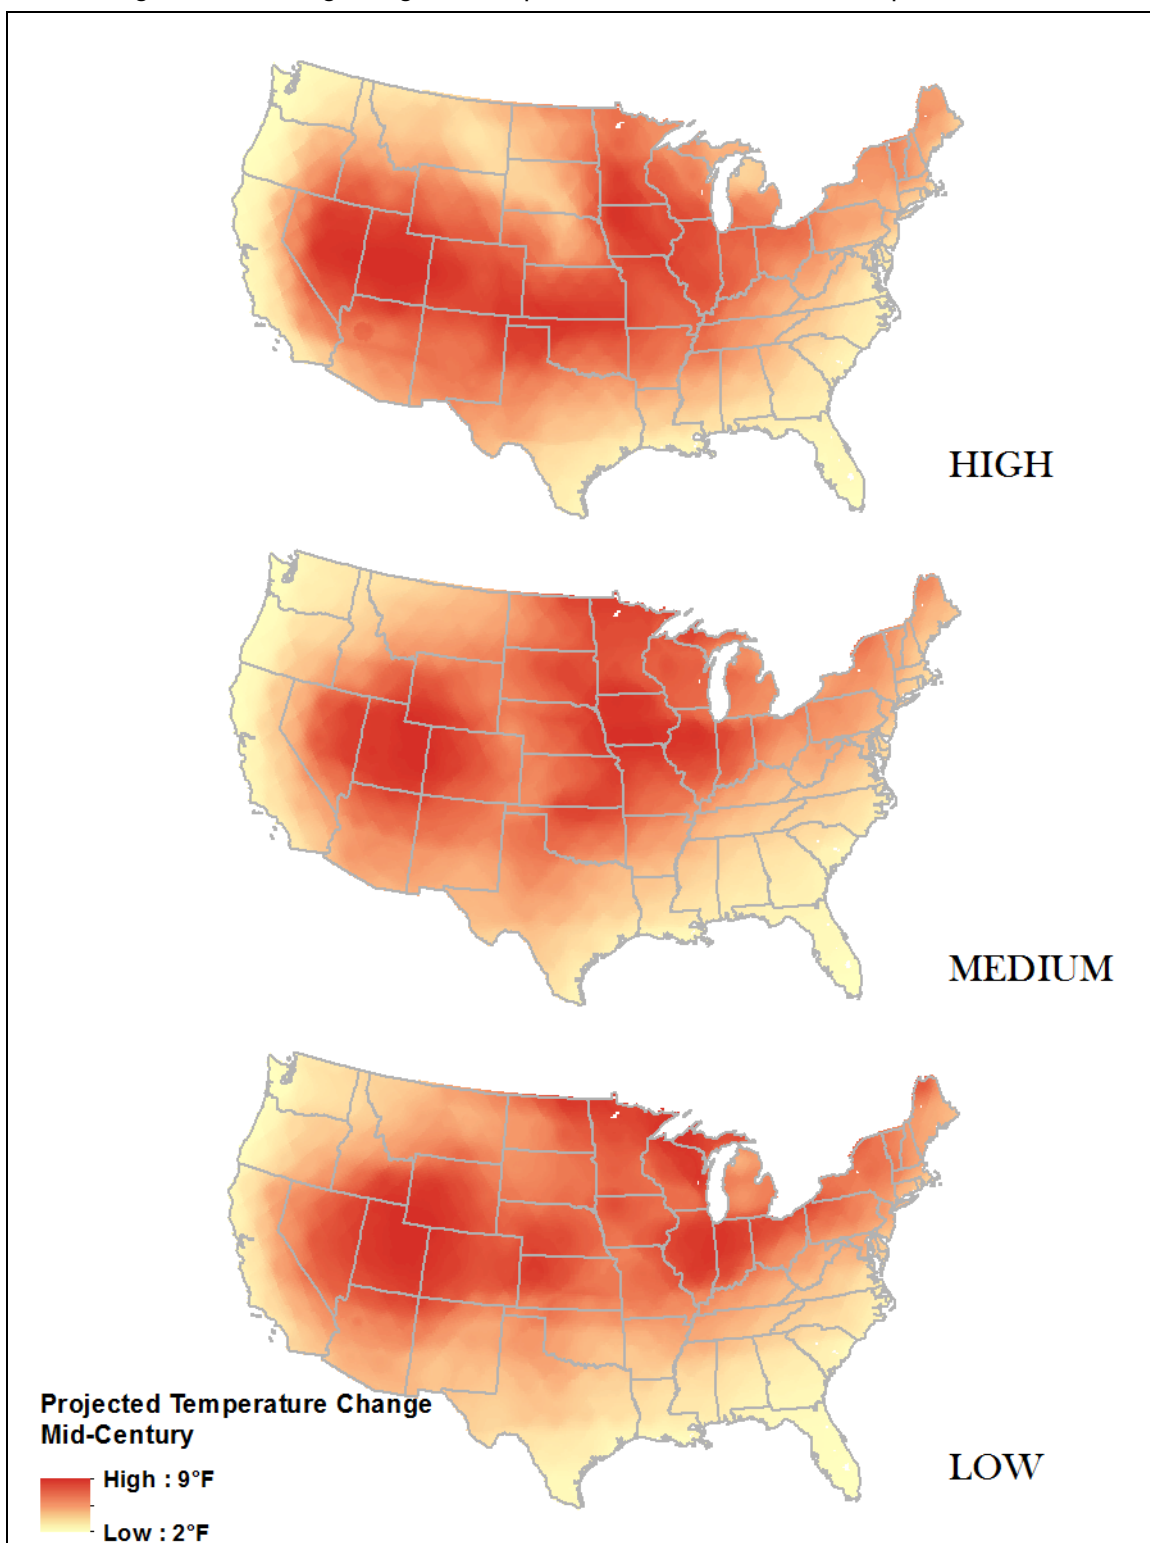 HIGH
MEDIUM
LOW
Projected Temperature Change
Mid-Century
High : 9°F
Low : 2°F